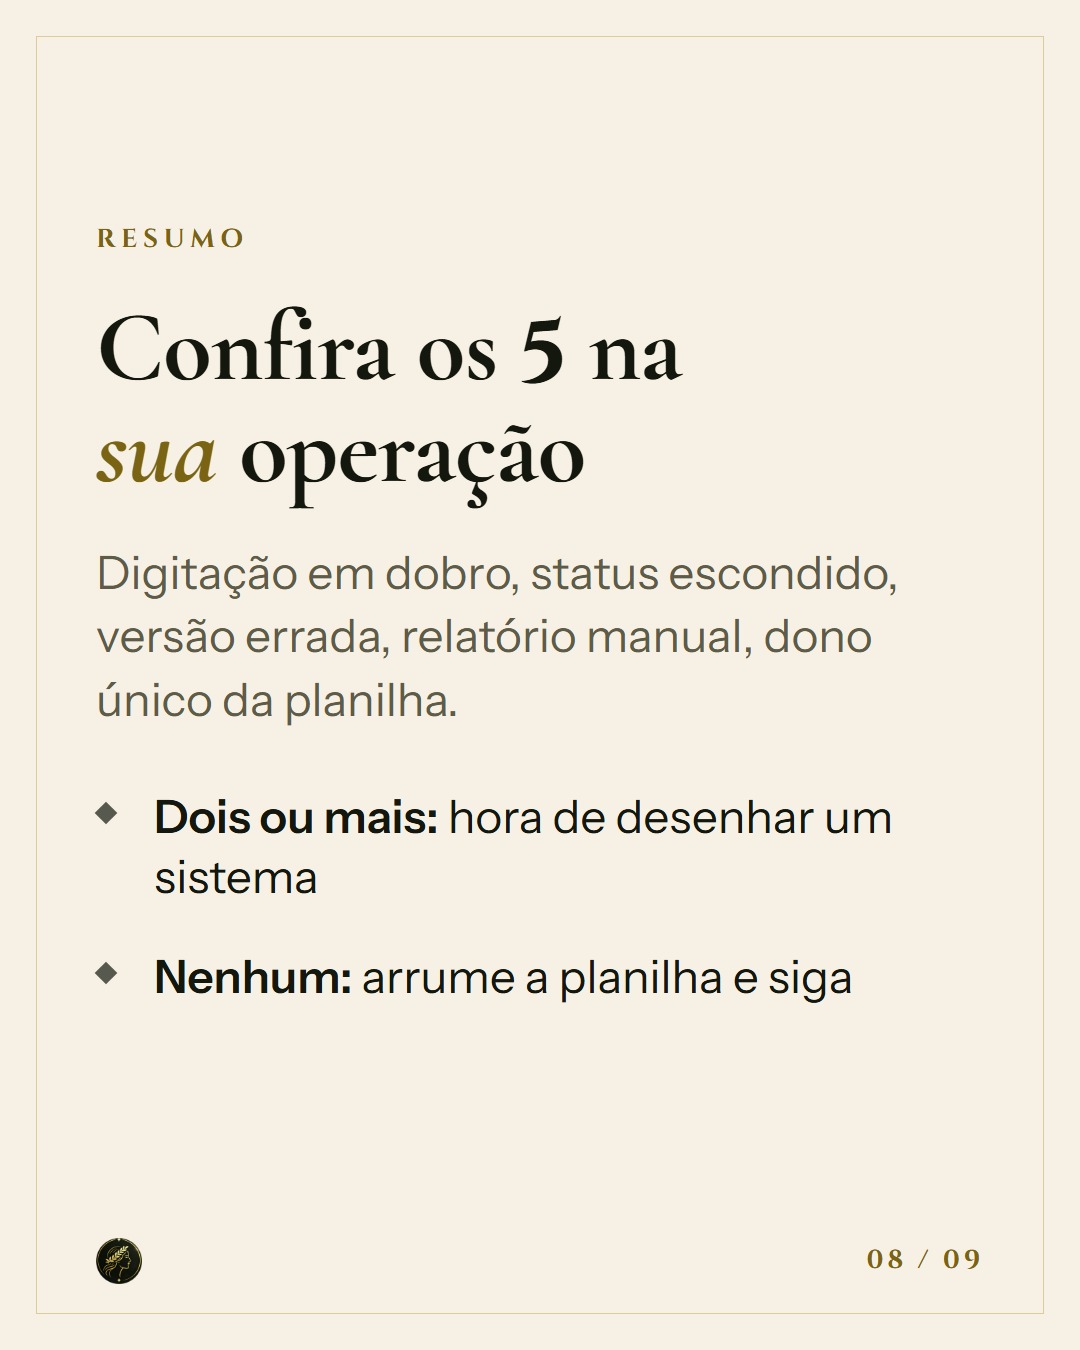 RESUMO
Confira os 5 na
sua operação
Digitação em dobro, status escondido,
versão errada, relatório manual, dono
único da planilha.
Dois ou mais: hora de desenhar um
sistema
Nenhum: arrume a planilha e siga
08 / 09